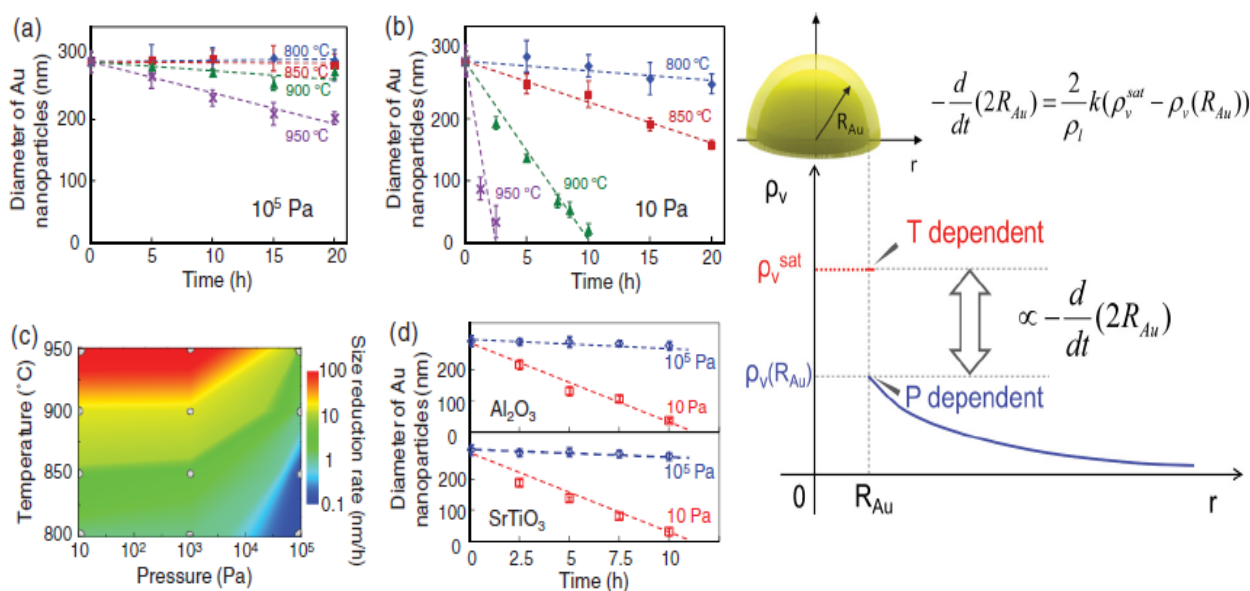 (a)
300
200
100
0
Diameter of Au
nanoparticles (nm)
800 °C
850 °C
900 °C
950 °C
10⁵ Pa
0 5 10 15 20
Time (h)
(b)
300
200
100
0
Diameter of Au
nanoparticles (nm)
800 °C
850 °C
900 °C
950 °C
10 Pa
0 5 10 15 20
Time (h)
(c)
950
900
850
800
Temperature (°C)
10 10² 10³ 10⁴ 10⁵
Pressure (Pa)
100
10
1
0.1
Size reduction rate (nm/h)
(d)
Diameter of Au
nanoparticles (nm)
200
100
0
10⁵ Pa
10 Pa
Al₂O₃
200
100
0
10⁵ Pa
10 Pa
SrTiO₃
0 2.5 5 7.5 10
Time (h)
R_Au
r
-d/dt(2R_Au) = 2/ρ_l k(ρ_v^sat - ρ_v(R_Au))
ρ_v
T dependent
ρ_v^sat
∝ -d/dt(2R_Au)
ρ_v(R_Au)
P dependent
0
R_Au
r